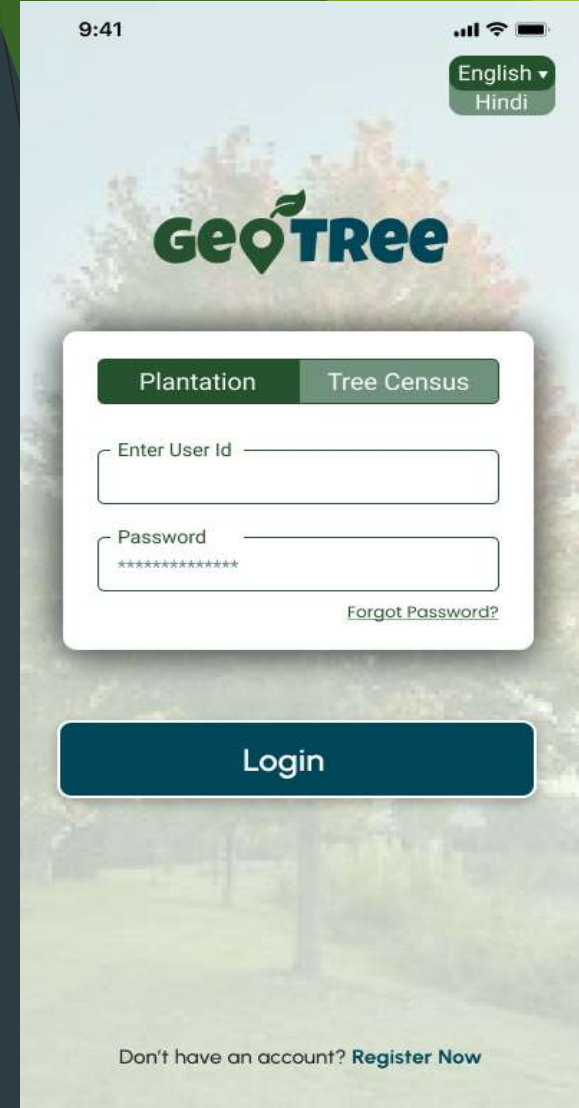 9:41
English ▾
Hindi
GeoTRee
Plantation Tree Census
Enter User Id
Password
**************
Forgot Password?
Login
Don't have an account? Register Now